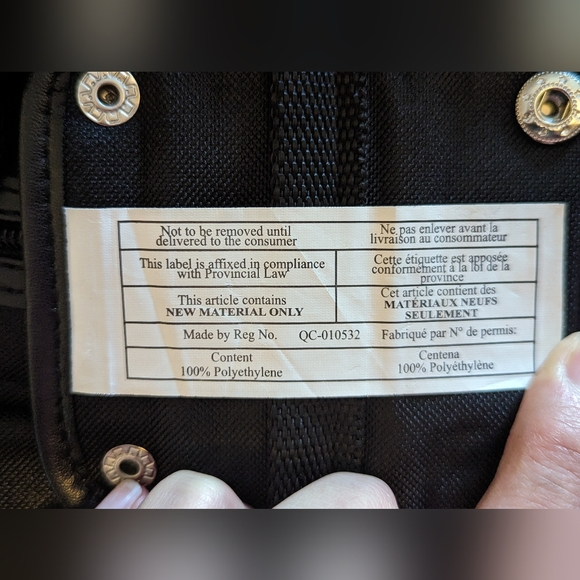 Not to be removed until
delivered to the consumer
Ne pas enlever avant la
livraison au consommateur
This label is affixed in compliance
with Provincial Law
Cette étiquette est apposée
conformément à la loi de la
province
This article contains
NEW MATERIAL ONLY
Cet article contient des
MATÉRIAUX NEUFS
SEULEMENT
Made by Reg No. QC-010532 Fabriqué par N° de permis:
Content
100% Polyethylene
Centena
100% Polyéthylène